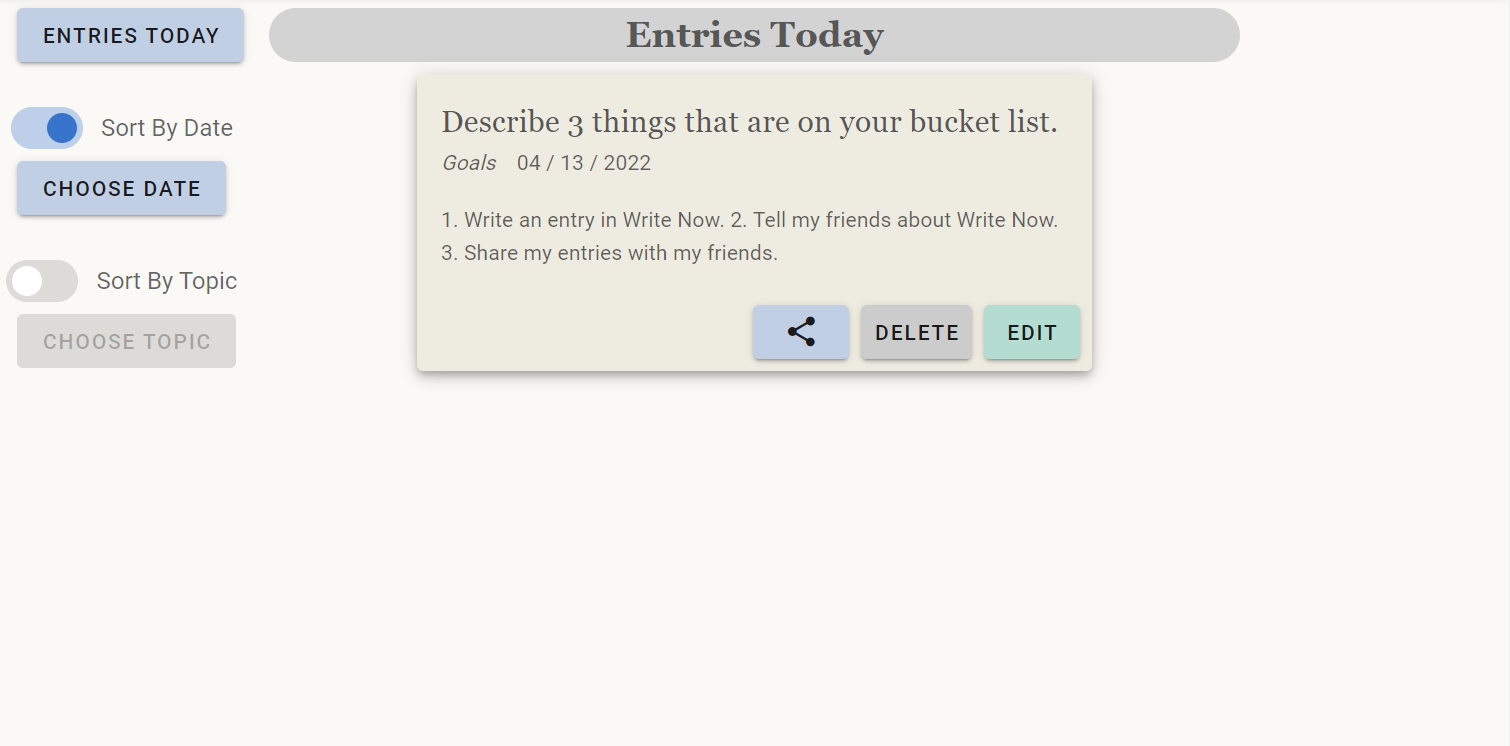 ENTRIES TODAY
Entries Today
Sort By Date
CHOOSE DATE
Sort By Topic
CHOOSE TOPIC
Describe 3 things that are on your bucket list.
Goals 04 / 13 / 2022
1. Write an entry in Write Now. 2. Tell my friends about Write Now.
3. Share my entries with my friends.
DELETE EDIT